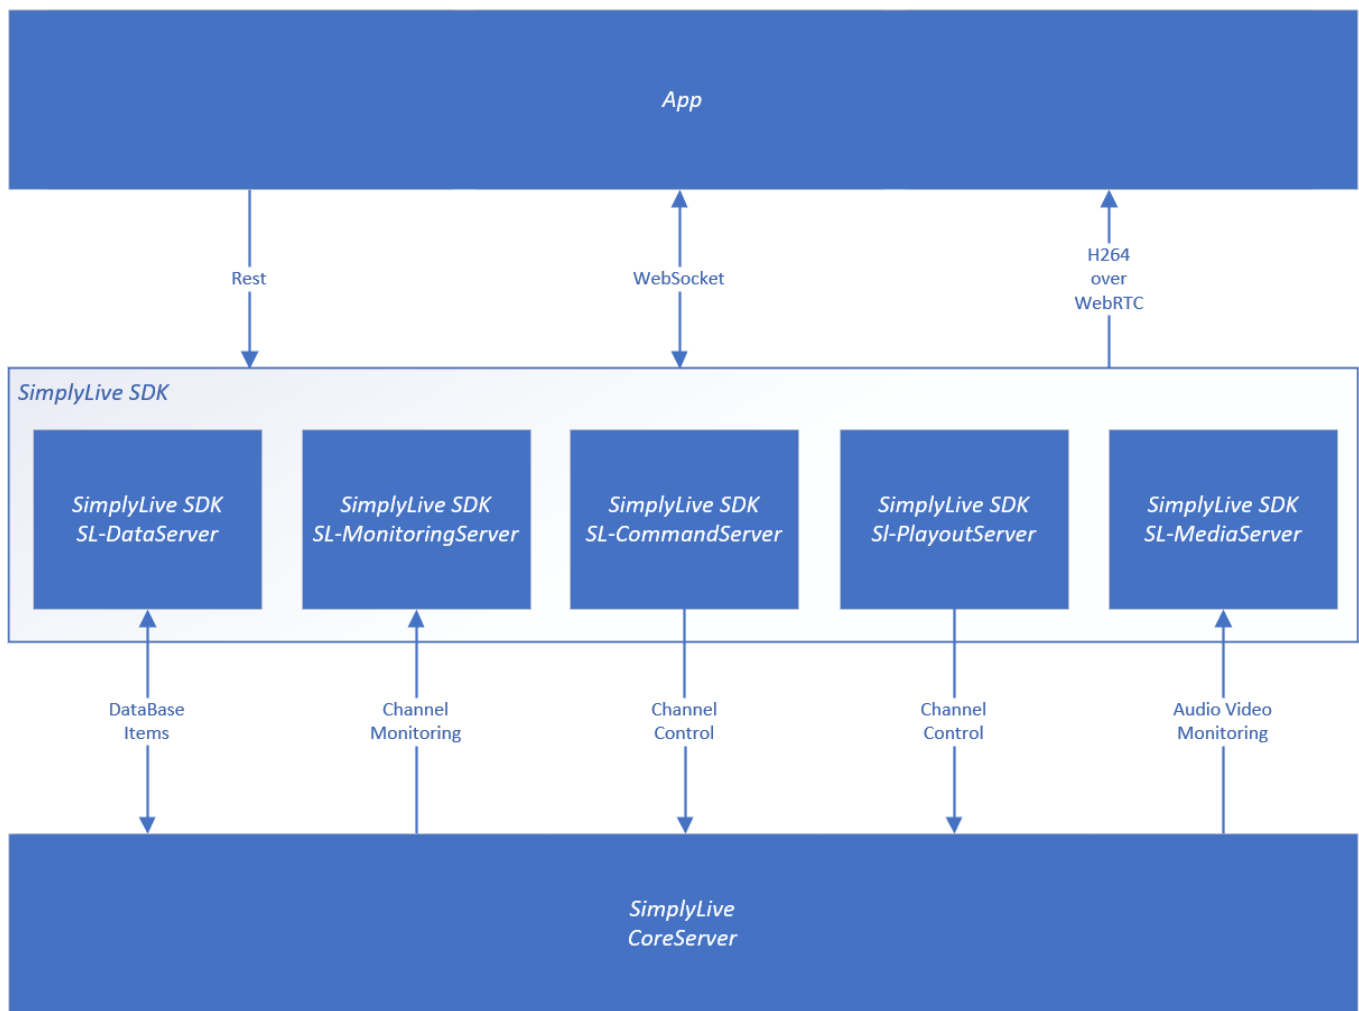 App
Rest
WebSocket
H264
over
WebRTC
SimplyLive SDK
SimplyLive SDK
SL-DataServer
SimplyLive SDK
SL-MonitoringServer
SimplyLive SDK
SL-CommandServer
SimplyLive SDK
Sl-PlayoutServer
SimplyLive SDK
SL-MediaServer
DataBase
Items
Channel
Monitoring
Channel
Control
Channel
Control
Audio Video
Monitoring
SimplyLive
CoreServer